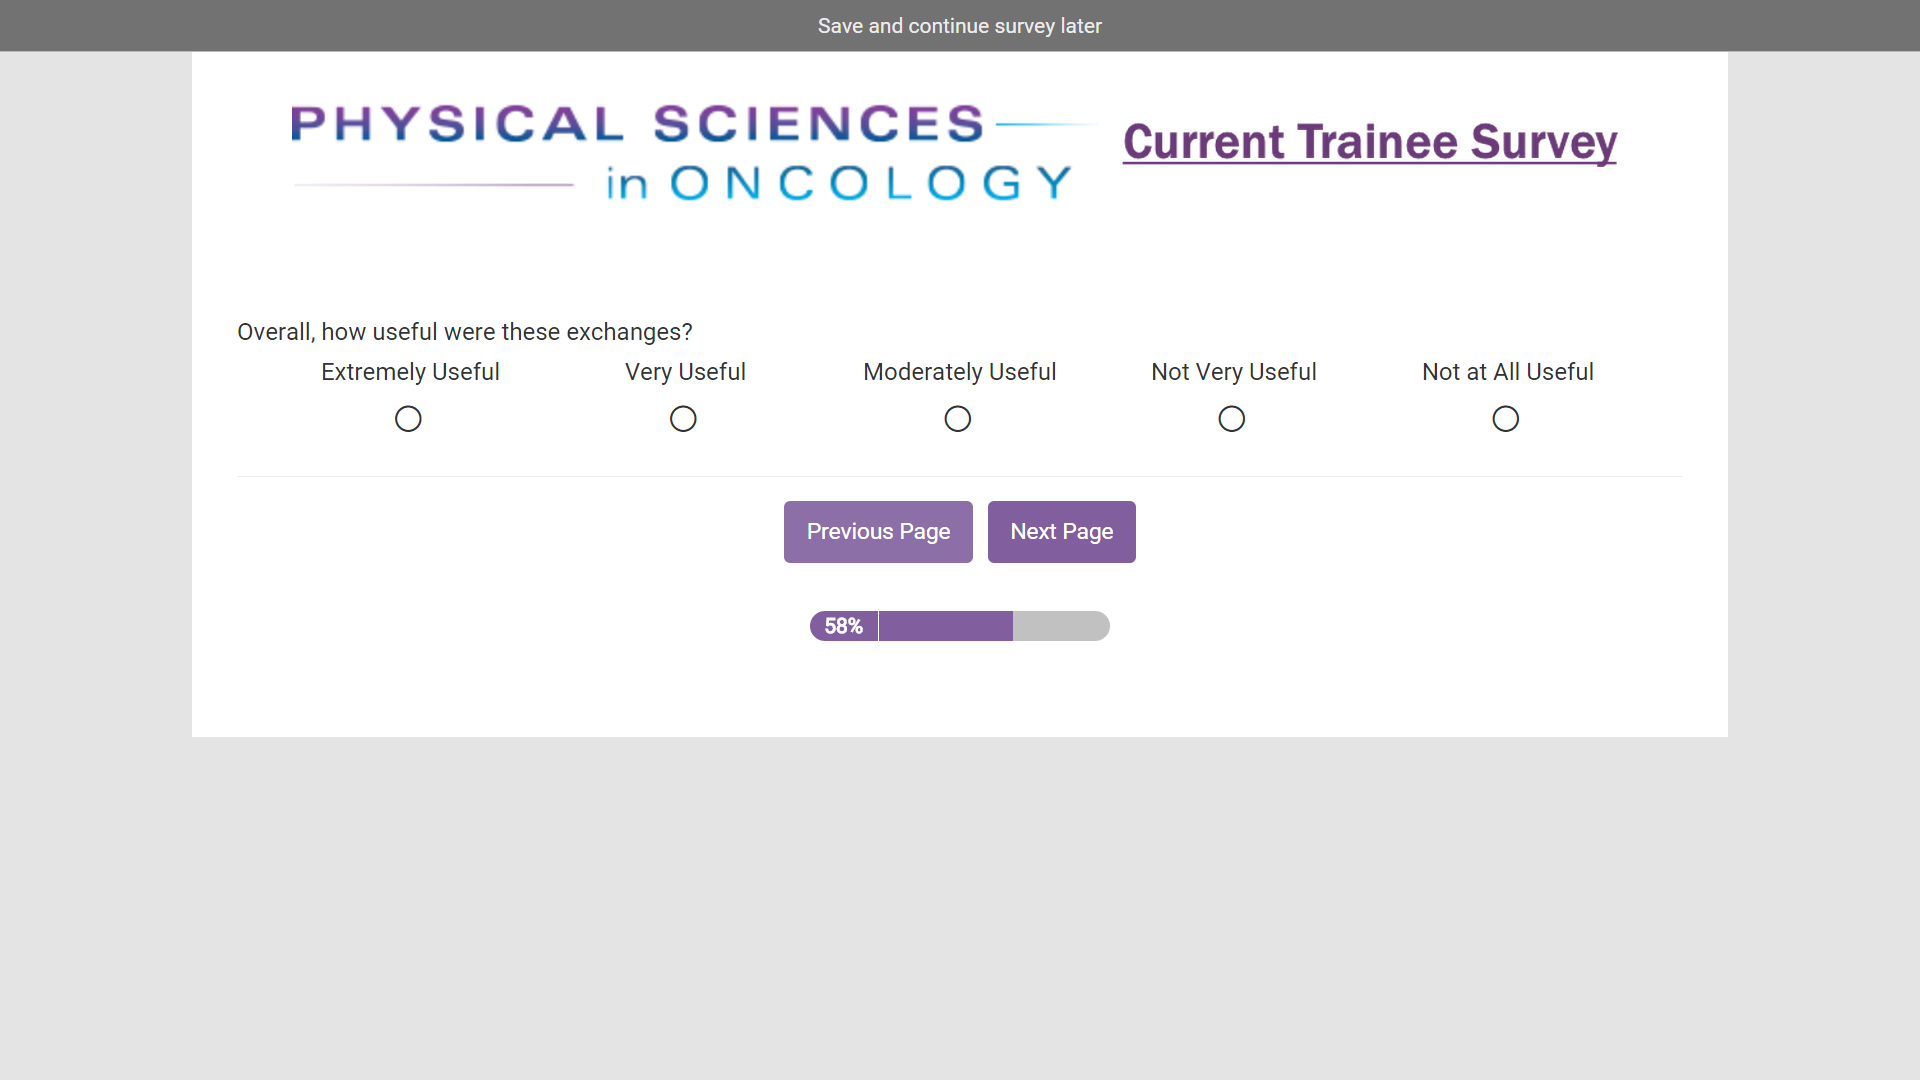 Save and continue survey later
PHYSICAL SCIENCES
in ONCOLOGY
Current Trainee Survey
Overall, how useful were these exchanges?
Extremely Useful Very Useful Moderately Useful Not Very Useful Not at All Useful
Previous Page Next Page
58%